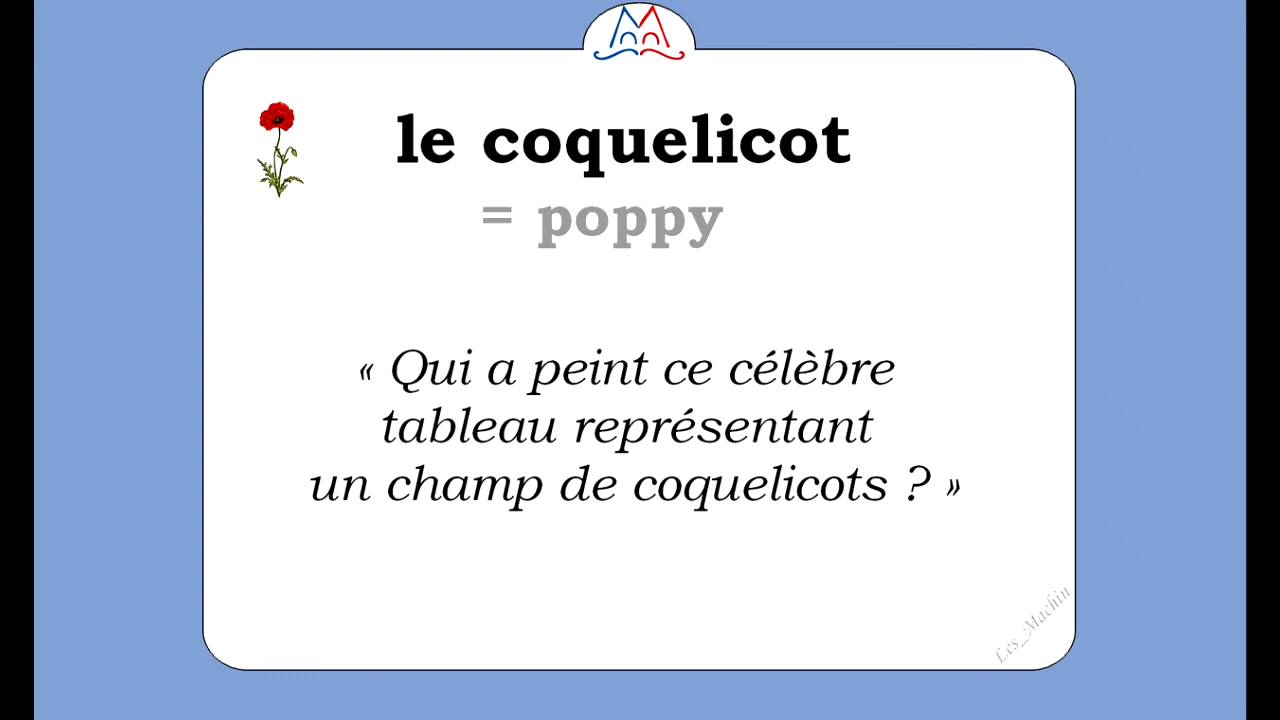 le coquelicot
= poppy
« Qui a peint ce célèbre
tableau représentant
un champ de coquelicots ? »
Les_Machin